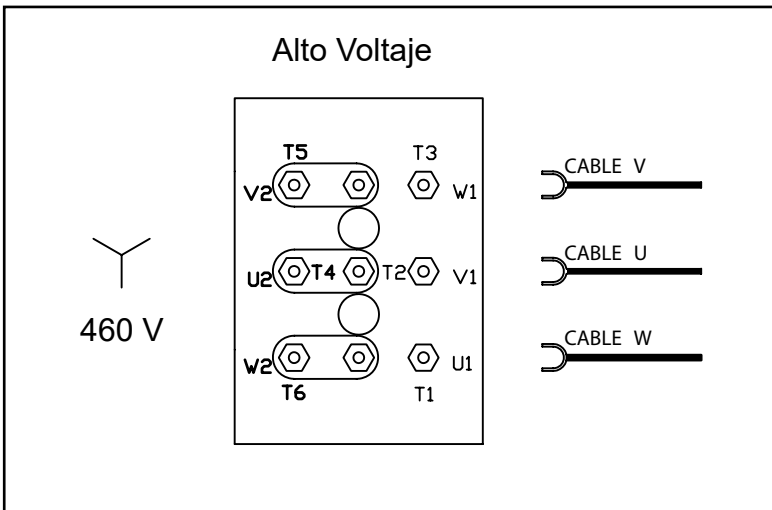 Alto Voltaje
T5 T3
V2 W1
CABLE V
U2 T4 T2 V1
CABLE U
460 V
W2 U1
CABLE W
T6 T1